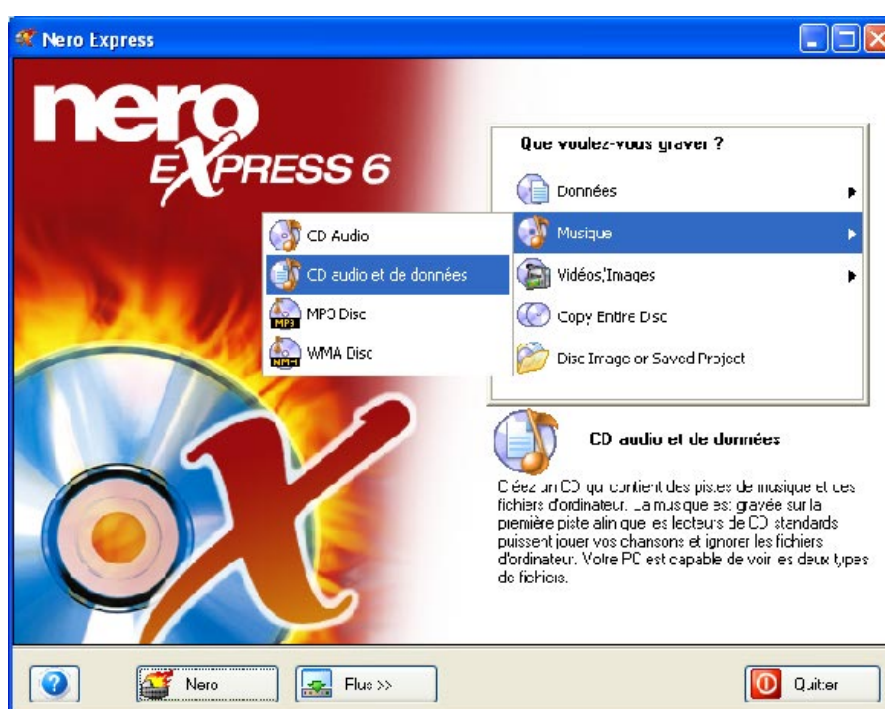 Nero Express
nero
EXPRESS 6
Que voulez-vous graver ?
Données
Musique
Vidéos/Images
Copy Entire Disc
Disc Image or Saved Project
CD Audio
CD audio et de données
MP3 Disc
WMA Disc
CD audio et de données
Créez un CD qui contient des pistes de musique et des
fichiers d'ordinateur. La musique est gravée sur la
première piste afin que les lecteurs de CD standards
puissent jouer vos chansons et ignorer les fichiers
d'ordinateur. Votre PC est capable de voir les deux types
de fichiers.
Nero
Plus >>
Quitter